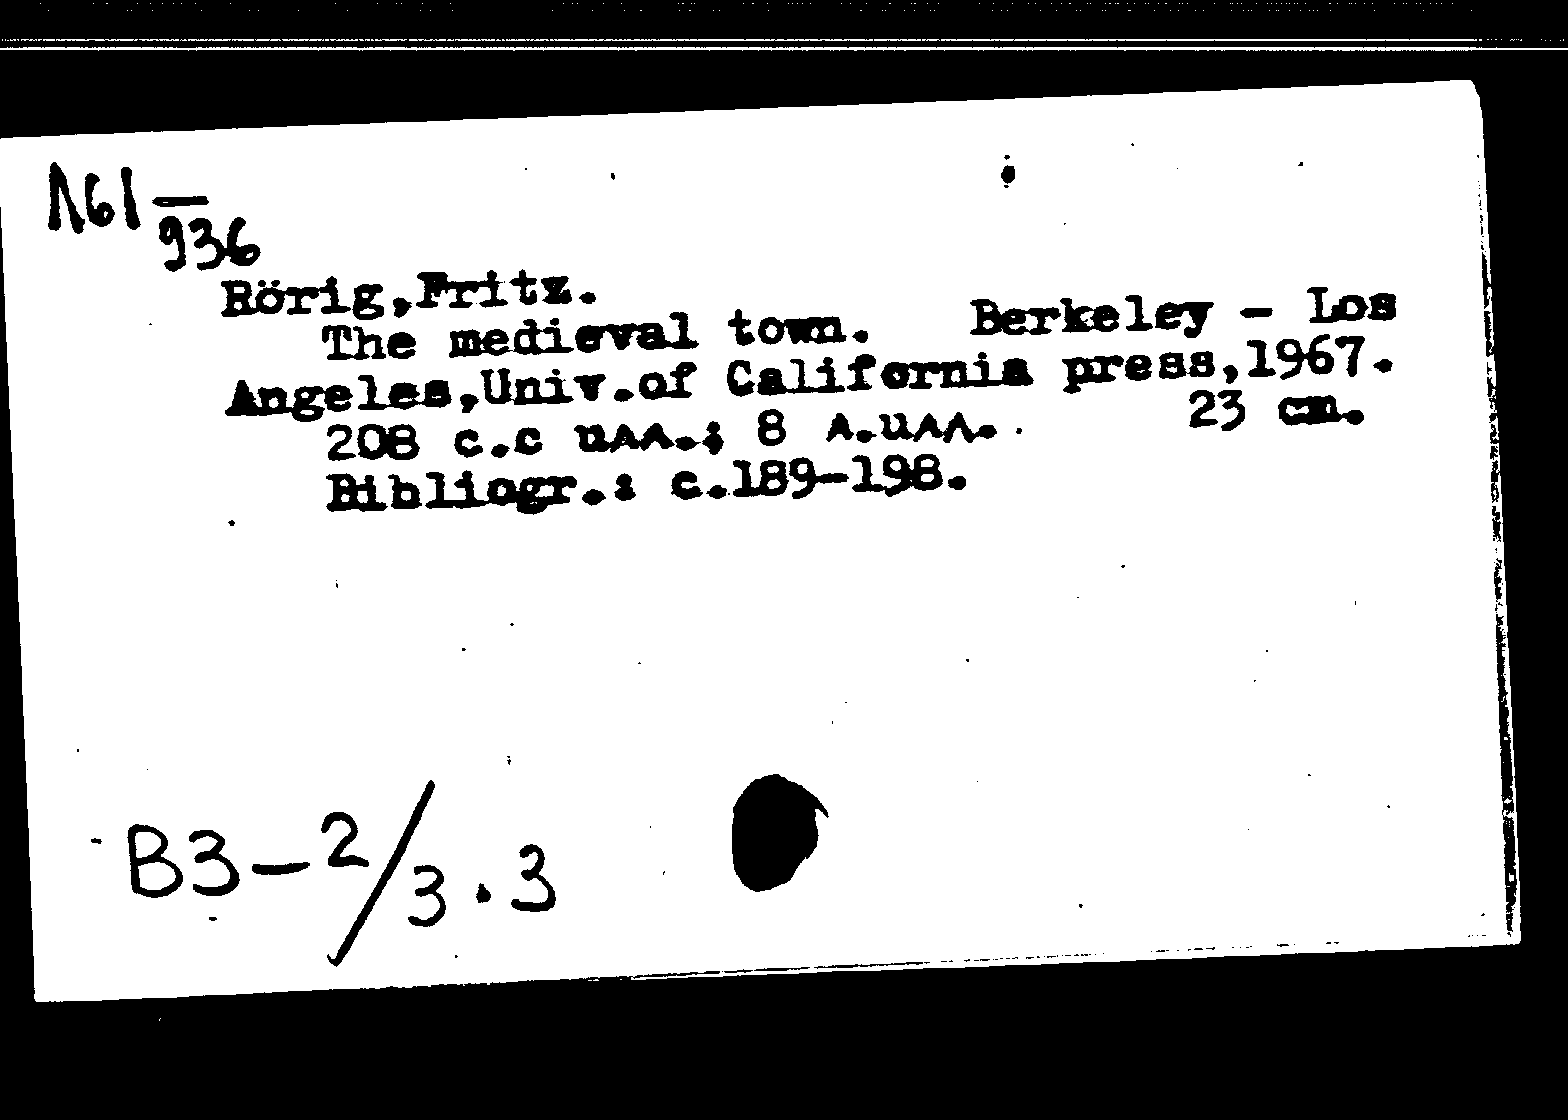 Л61—
936
Rörig,Fritz.
The medieval town. Berkeley - Los
Angeles,Univ.of California press,1967.
208 с.с илл.; 8 л.илл. 23 cm.
Bibliogr.: с.189-198.
B3-2/3.3